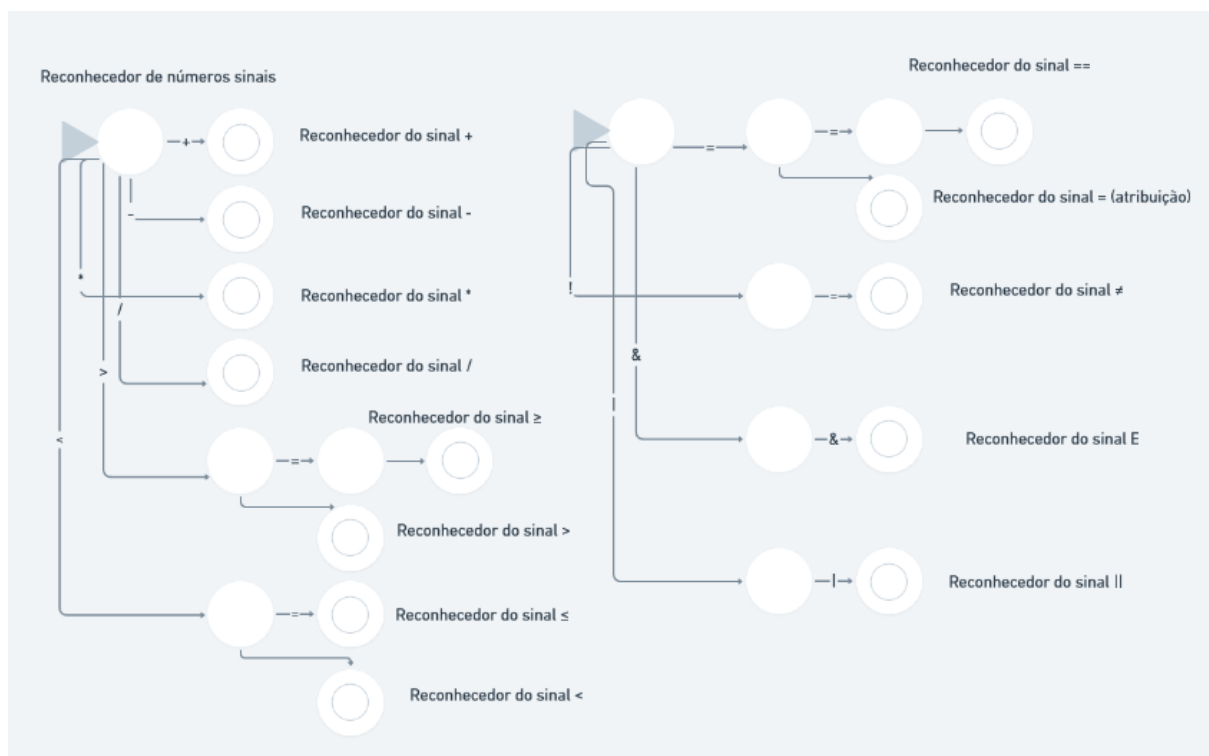 Reconhecedor do sinal ==
Reconhecedor de números sinais
+
Reconhecedor do sinal +
=
=
-
Reconhecedor do sinal -
Reconhecedor do sinal = (atribuição)
*
Reconhecedor do sinal *
!
=
Reconhecedor do sinal ≠
/
Reconhecedor do sinal /
>
&
Reconhecedor do sinal ≥
|
<
=
&
Reconhecedor do sinal E
Reconhecedor do sinal >
=
Reconhecedor do sinal ≤
|
Reconhecedor do sinal ||
Reconhecedor do sinal <